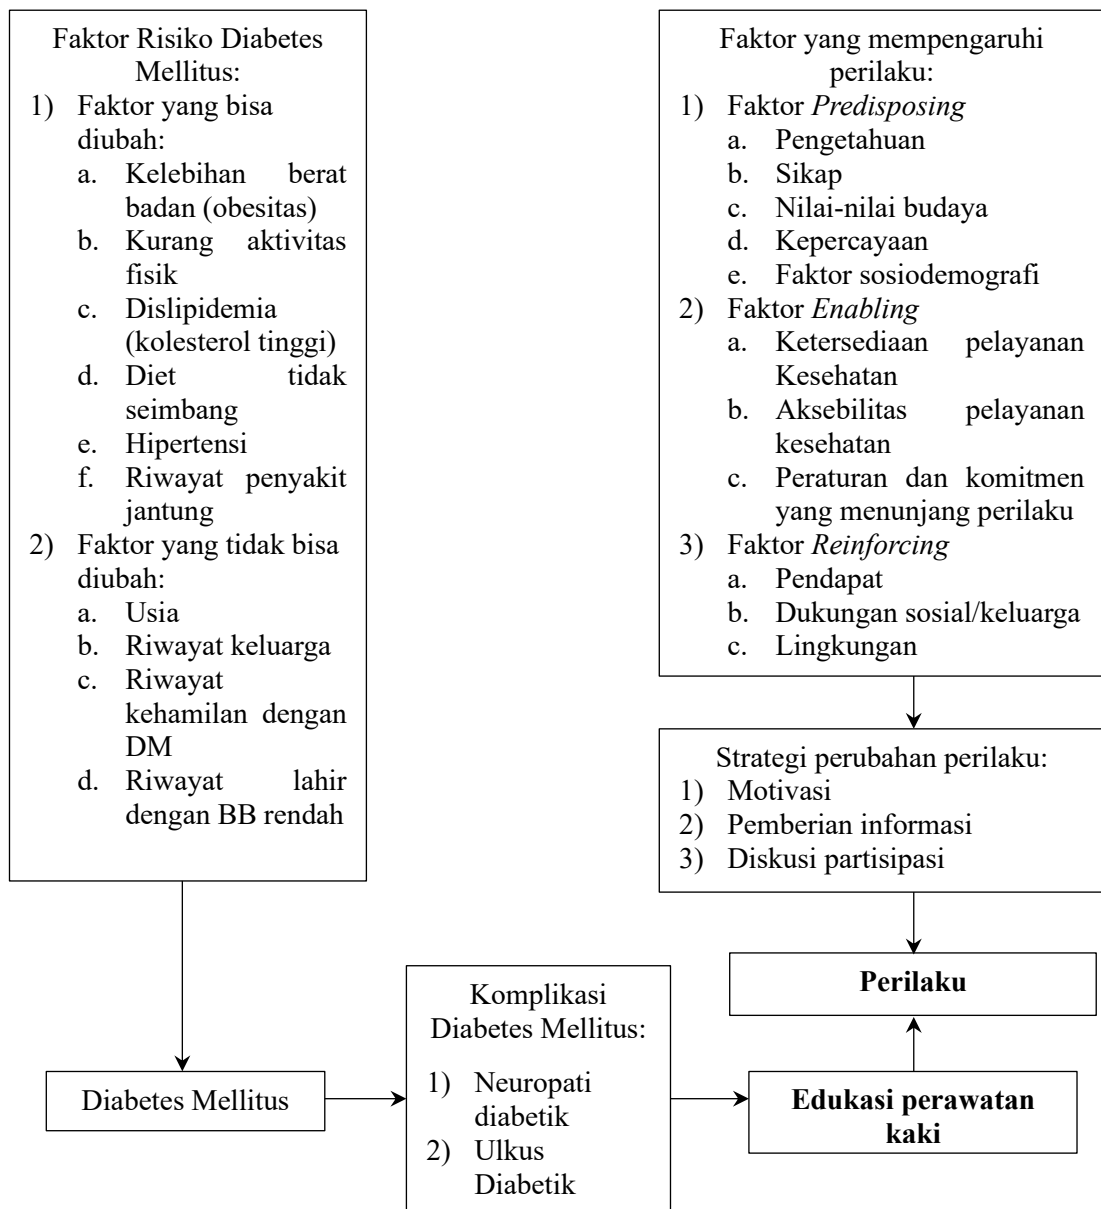 Faktor Risiko Diabetes
Mellitus:
1) Faktor yang bisa
diubah:
a. Kelebihan berat
badan (obesitas)
b. Kurang aktivitas
fisik
c. Dislipidemia
(kolesterol tinggi)
d. Diet tidak
seimbang
e. Hipertensi
f. Riwayat penyakit
jantung
2) Faktor yang tidak bisa
diubah:
a. Usia
b. Riwayat keluarga
c. Riwayat
kehamilan dengan
DM
d. Riwayat lahir
dengan BB rendah
Faktor yang mempengaruhi
perilaku:
1) Faktor Predisposing
a. Pengetahuan
b. Sikap
c. Nilai-nilai budaya
d. Kepercayaan
e. Faktor sosiodemografi
2) Faktor Enabling
a. Ketersediaan pelayanan
Kesehatan
b. Aksebilitas pelayanan
kesehatan
c. Peraturan dan komitmen
yang menunjang perilaku
3) Faktor Reinforcing
a. Pendapat
b. Dukungan sosial/keluarga
c. Lingkungan
Strategi perubahan perilaku:
1) Motivasi
2) Pemberian informasi
3) Diskusi partisipasi
Perilaku
Diabetes Mellitus
Komplikasi
Diabetes Mellitus:
1) Neuropati
diabetik
2) Ulkus
Diabetik
Edukasi perawatan
kaki